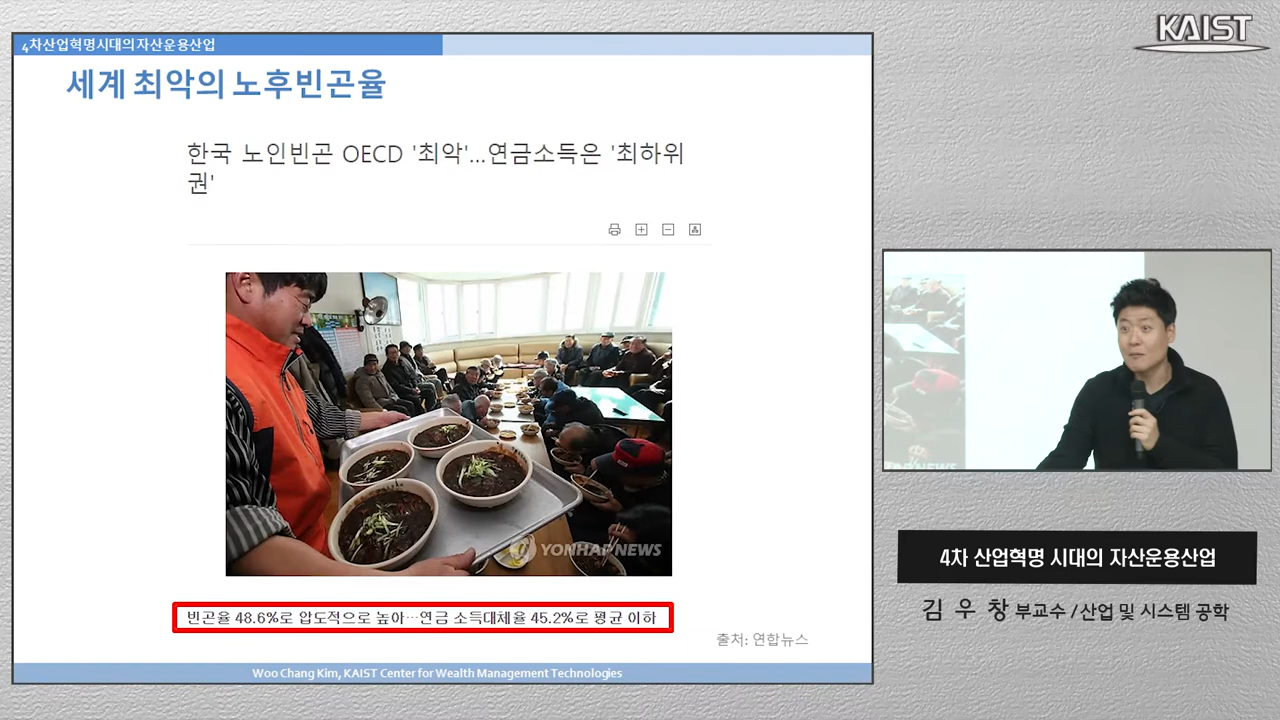 KAIST
4차산업혁명시대의자산운용산업
세계 최악의 노후빈곤율
한국 노인빈곤 OECD '최악'...연금소득은 '최하위
권'
YONHAP NEWS
빈곤율 48.6%로 압도적으로 높아…연금 소득대체율 45.2%로 평균 이하
출처: 연합뉴스
Woo Chang Kim, KAIST Center for Wealth Management Technologies
4차 산업혁명 시대의 자산운용산업
김 우 창 부교수 / 산업 및 시스템 공학